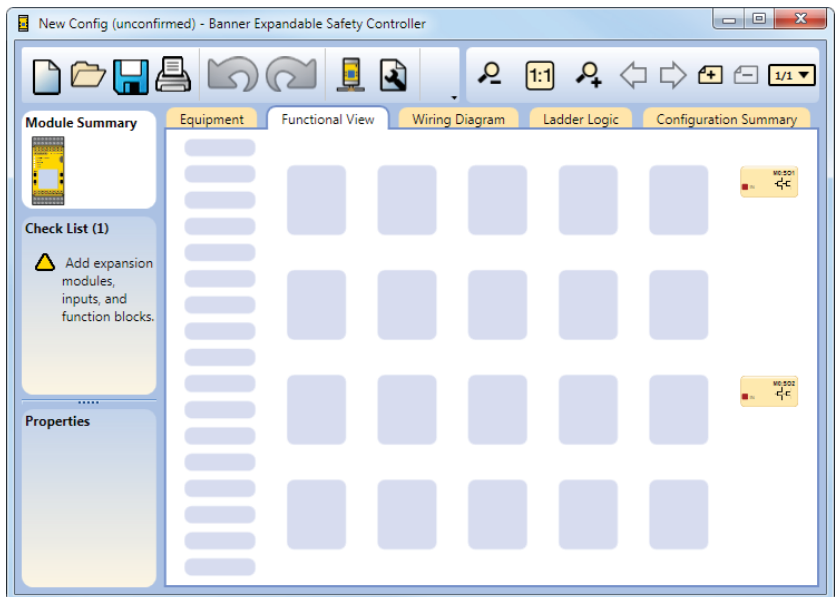 New Config (unconfirmed) - Banner Expandable Safety Controller
1:1
1/1
Module Summary
Equipment
Functional View
Wiring Diagram
Ladder Logic
Configuration Summary
M0:SO1
Check List (1)
Add expansion
modules,
inputs, and
function blocks.
M0:SO2
Properties